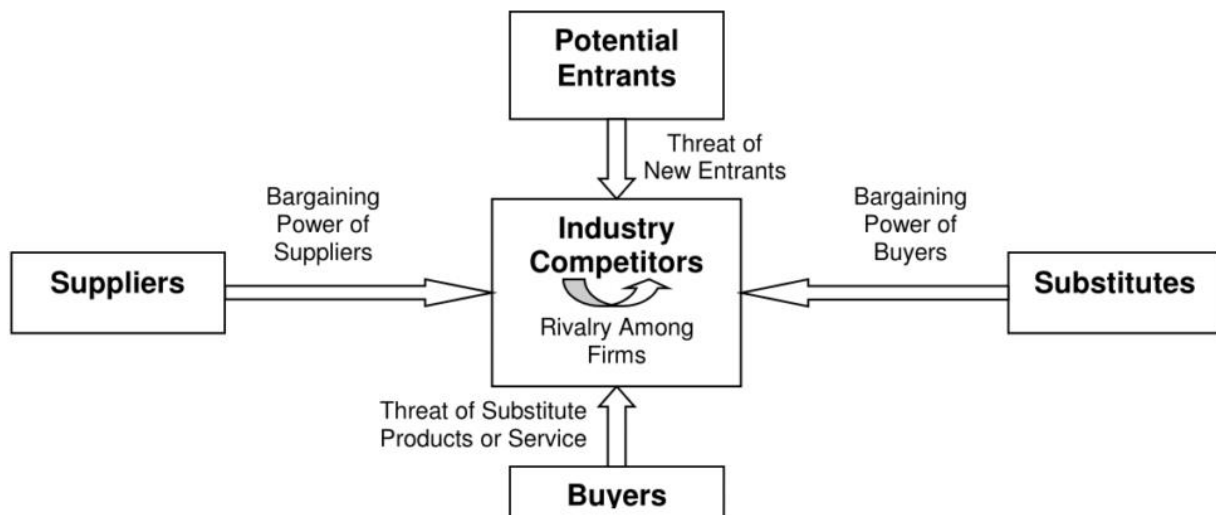 Potential
Entrants
Threat of
New Entrants
Bargaining
Power of
Suppliers
Bargaining
Power of
Buyers
Suppliers
Industry
Competitors
Rivalry Among
Firms
Substitutes
Threat of Substitute
Products or Service
Buyers